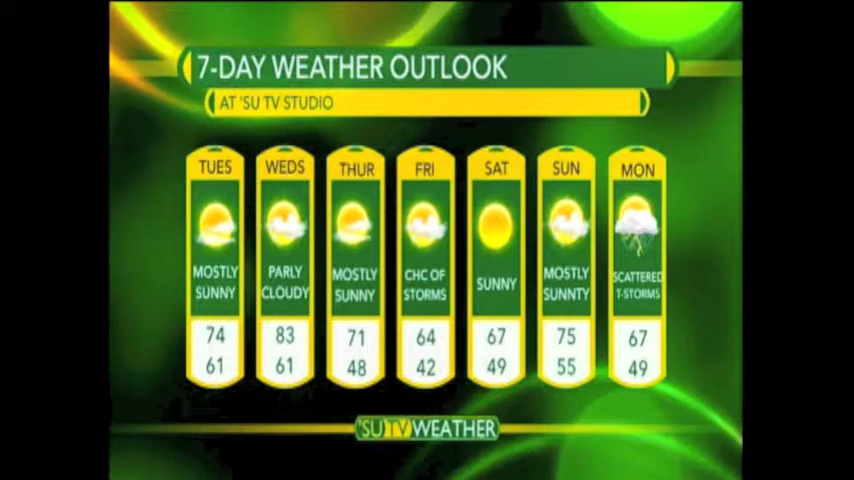 7-DAY WEATHER OUTLOOK
AT 'SU TV STUDIO
TUES WEDS THUR FRI SAT SUN MON
MOSTLY PARLY MOSTLY CHC OF SUNNY MOSTLY SCATTERED
SUNNY CLOUDY SUNNY STORMS SUNNTY T-STORMS
74 83 71 64 67 75 67
61 61 48 42 49 55 49
'SU TV WEATHER